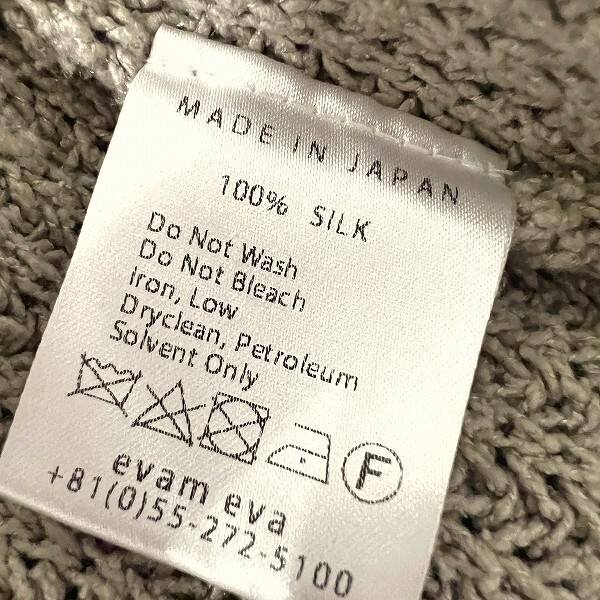 MADE IN JAPAN
100% SILK
Do Not Wash
Do Not Bleach
Iron, Low
Dryclean, Petroleum
Solvent Only
F
evam eva
+81(0)55-272-5100